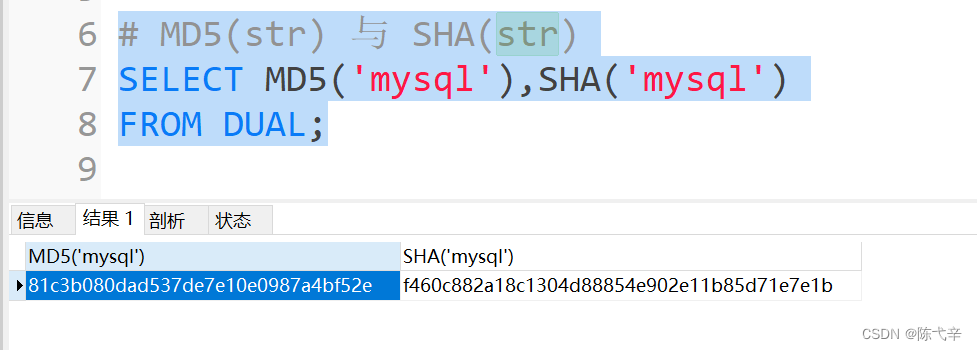 6 # MD5(str) 与 SHA(str)
7 SELECT MD5('mysql'),SHA('mysql')
8 FROM DUAL;
9
信息 结果 1 剖析 状态
MD5('mysql') SHA('mysql')
81c3b080dad537de7e10e0987a4bf52e f460c882a18c1304d88854e902e11b85d71e7e1b
CSDN @陈弋辛